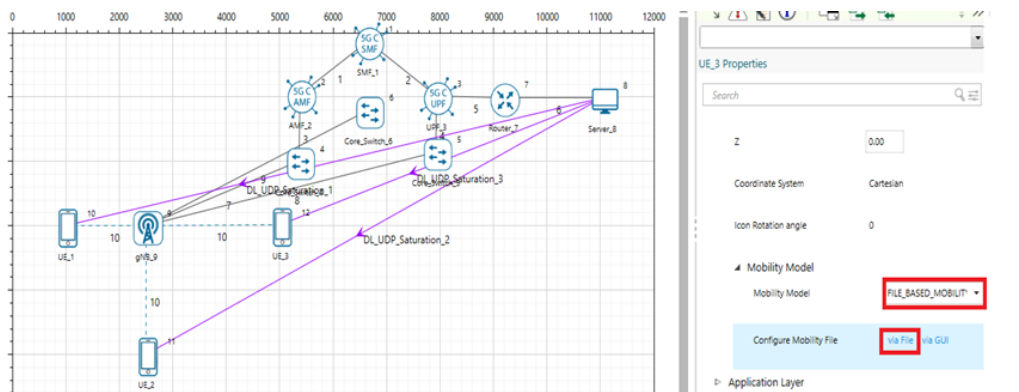 0 1000 2000 3000 4000 5000 6000 7000 8000 9000 10000 11000 12000
1
5G C
SMF
SMF_1
1
2
2
5G C
AMF
AMF_2
6
Core_Switch_6
3
5G C
UPF
UPF_3
5
7
Router_7
6
8
Server_8
3
4
5
4
9
DL_UDP_Saturation_1
DL_UDP_Saturation_3
7
8
10
UE_1
10
9
gNB_9
10
12
UE_3
DL_UDP_Saturation_2
10
11
UE_2
UE_3 Properties
Search
Z 0.00
Coordinate System Cartesian
Icon Rotation angle 0
Mobility Model
Mobility Model FILE_BASED_MOBILIT
Configure Mobility File via File via GUI
Application Layer